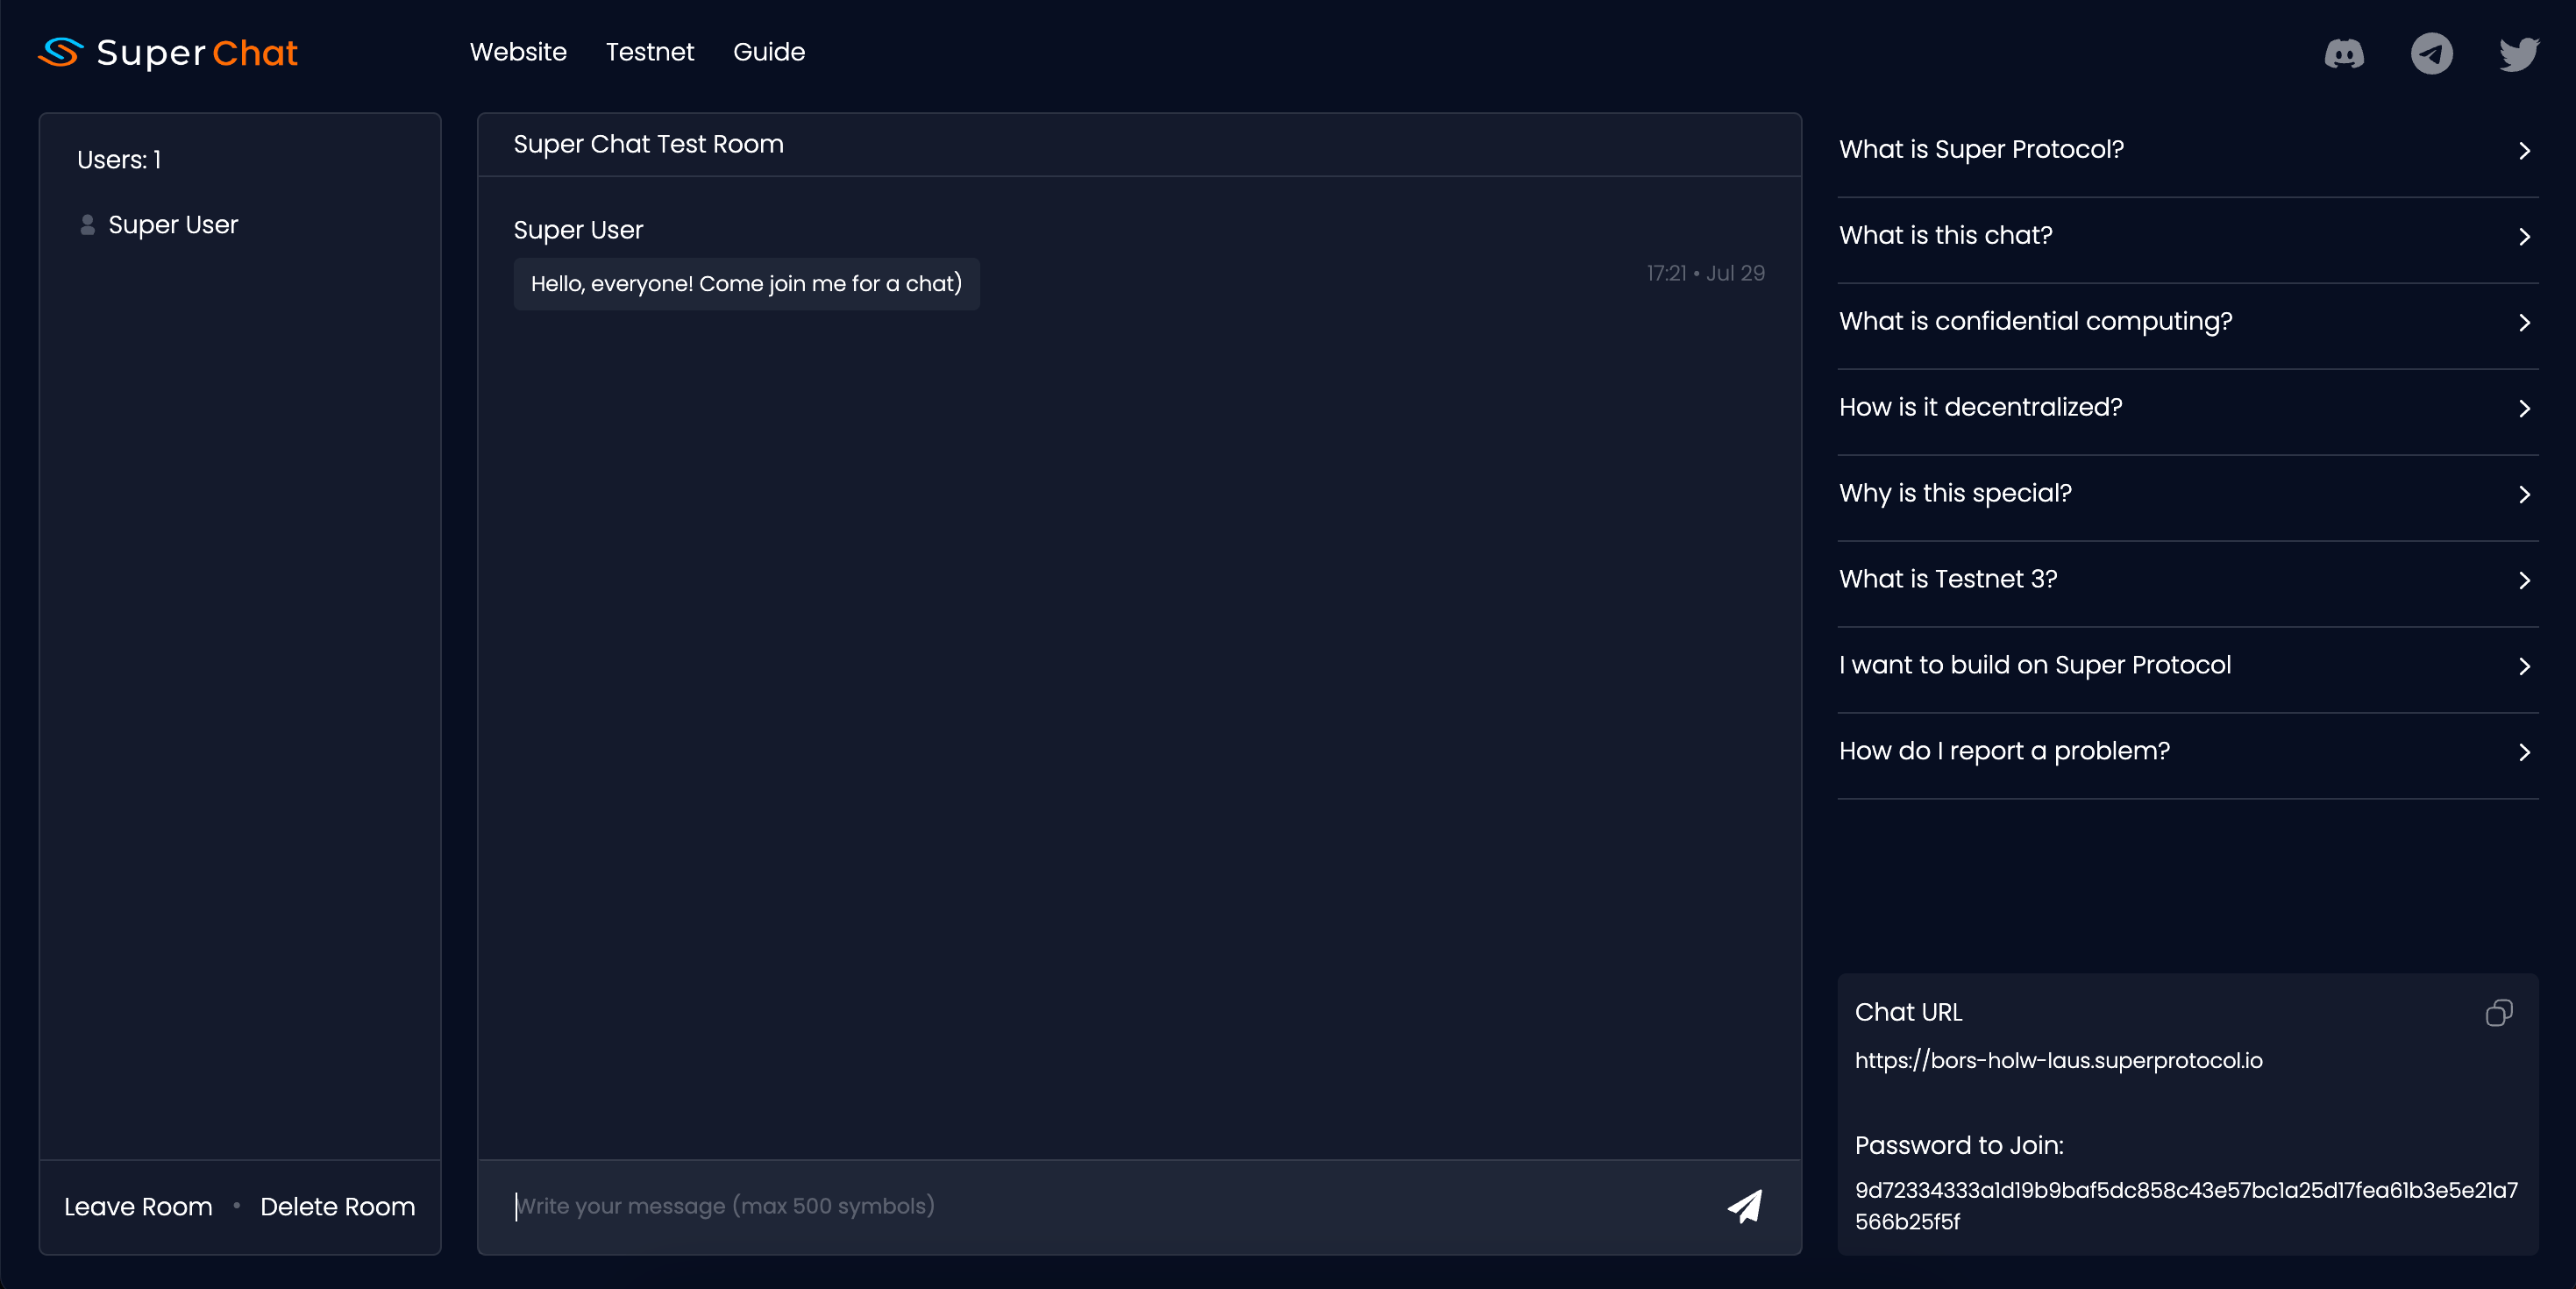 Super Chat
Website
Testnet
Guide
Users: 1
Super User
Leave Room • Delete Room
Super Chat Test Room
Super User
Hello, everyone! Come join me for a chat)
17:21 • Jul 29
Write your message (max 500 symbols)
What is Super Protocol?
What is this chat?
What is confidential computing?
How is it decentralized?
Why is this special?
What is Testnet 3?
I want to build on Super Protocol
How do I report a problem?
Chat URL
https://bors-holw-laus.superprotocol.io
Password to Join:
9d72334333a1d19b9baf5dc858c43e57bc1a25d17fea61b3e5e21a7
566b25f5f